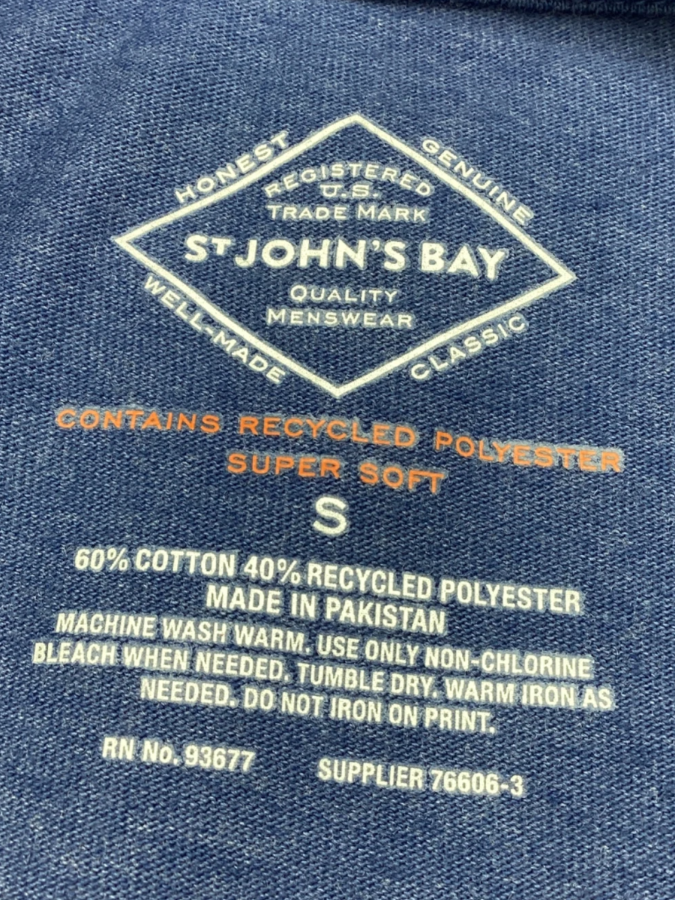 HONEST
GENUINE
REGISTERED
U.S.
TRADE MARK
ST JOHN'S BAY
QUALITY
MENSWEAR
WELL-MADE
CLASSIC
CONTAINS RECYCLED POLYESTER
SUPER SOFT
S
60% COTTON 40% RECYCLED POLYESTER
MADE IN PAKISTAN
MACHINE WASH WARM. USE ONLY NON-CHLORINE
BLEACH WHEN NEEDED. TUMBLE DRY. WARM IRON AS
NEEDED. DO NOT IRON ON PRINT.
RN No. 93677 SUPPLIER 76606-3